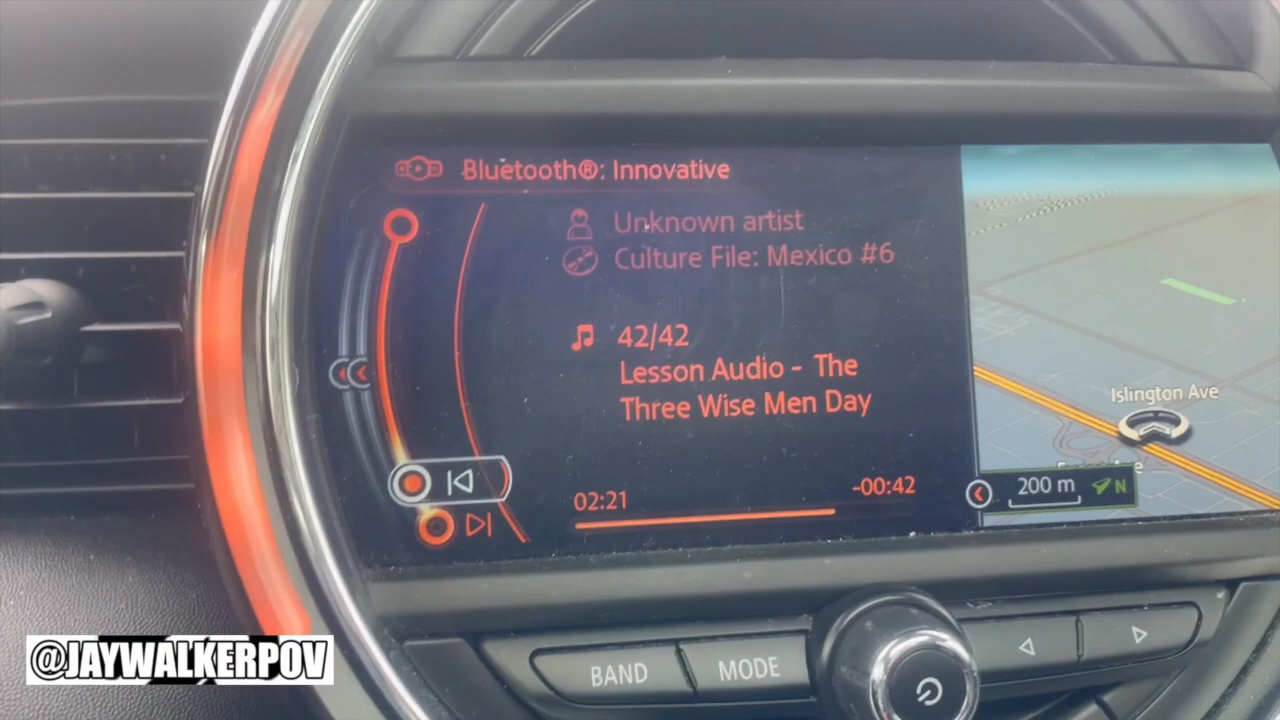 Bluetooth®: Innovative
Unknown artist
Culture File: Mexico #6
42/42
Lesson Audio - The
Three Wise Men Day
02:21
-00:42
Islington Ave
200 m
N
BAND
MODE
@JAYWALKERPOV